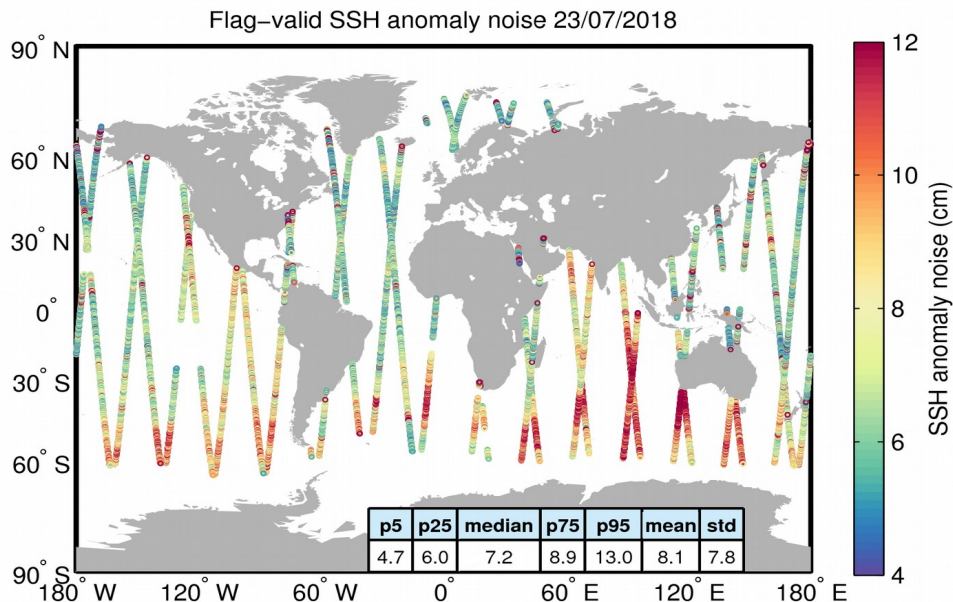 Flag−valid SSH anomaly noise 23/07/2018
90° N
60° N
30° N
0°
30° S
60° S
90° S
180° W
120° W
60° W
0°
60° E
120° E
180° E
p5 p25 median p75 p95 mean std
4.7 6.0 7.2 8.9 13.0 8.1 7.8
12
10
8
6
4
SSH anomaly noise (cm)